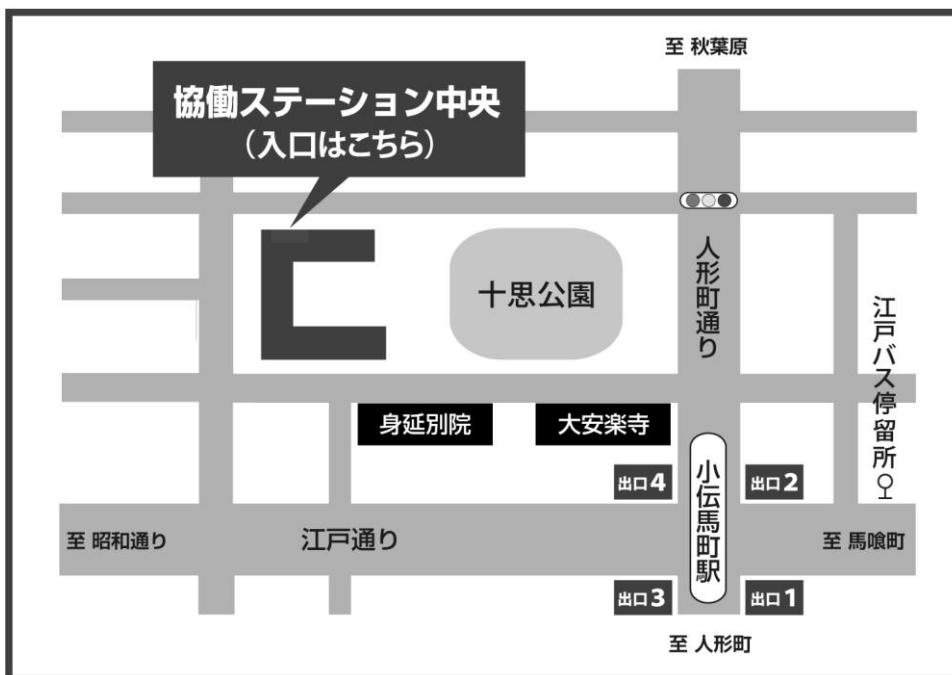 至 秋葉原
協働ステーション中央
（入口はこちら）
人形町通り
十思公園
江戸バス停留所
身延別院
大安楽寺
出口4
小伝馬町駅
出口2
至 昭和通り
江戸通り
至 馬喰町
出口3
出口1
至 人形町